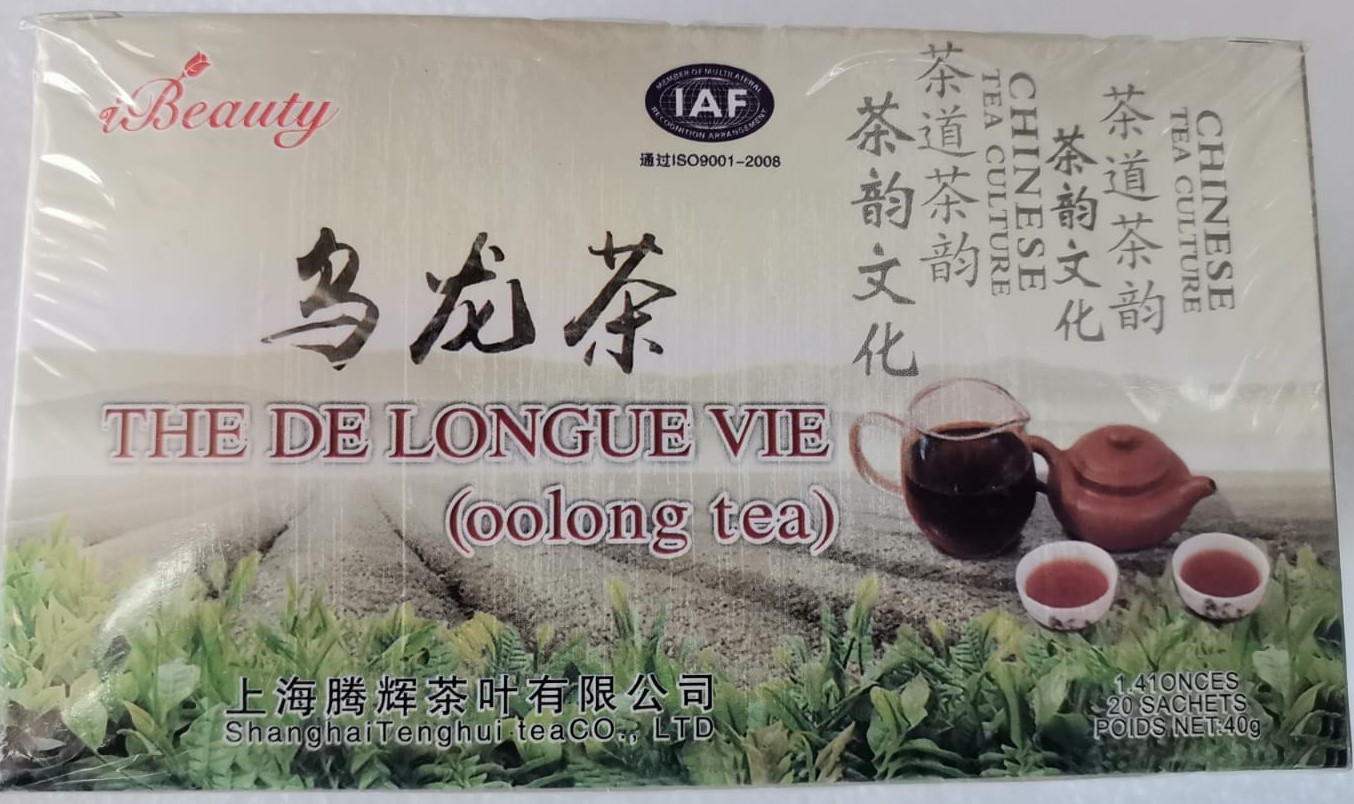 iBeauty
MEMBER OF MULTILATERAL
IAF
RECOGNITION ARRANGEMENT
通过ISO9001-2008
茶韵文化
茶道茶韵
CHINESE
TEA CULTURE
茶韵文化
茶道茶韵
CHINESE
TEA CULTURE
乌龙茶
THE DE LONGUE VIE
(oolong tea)
上海腾辉茶叶有限公司
ShanghaiTenghui teaCO., LTD
1.41ONCES
20 SACHETS
POIDS NET:40g